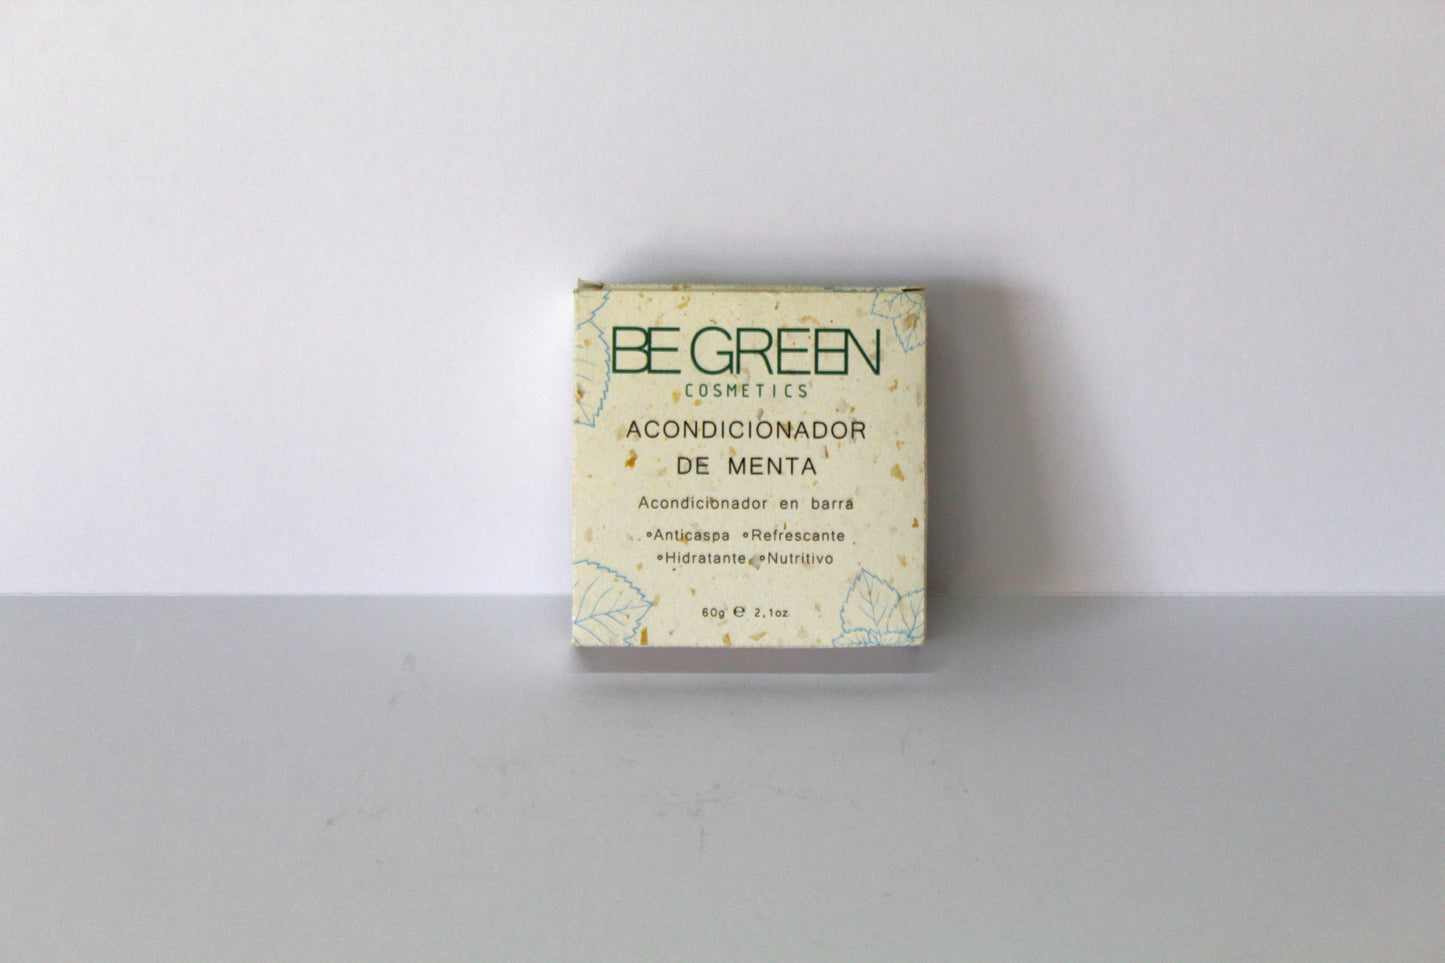 BE GREEN
COSMETICS
ACONDICIONADOR
DE MENTA
Acondicionador en barra
°Anticaspa °Refrescante
°Hidratante °Nutritivo
60g ℮ 2,1oz